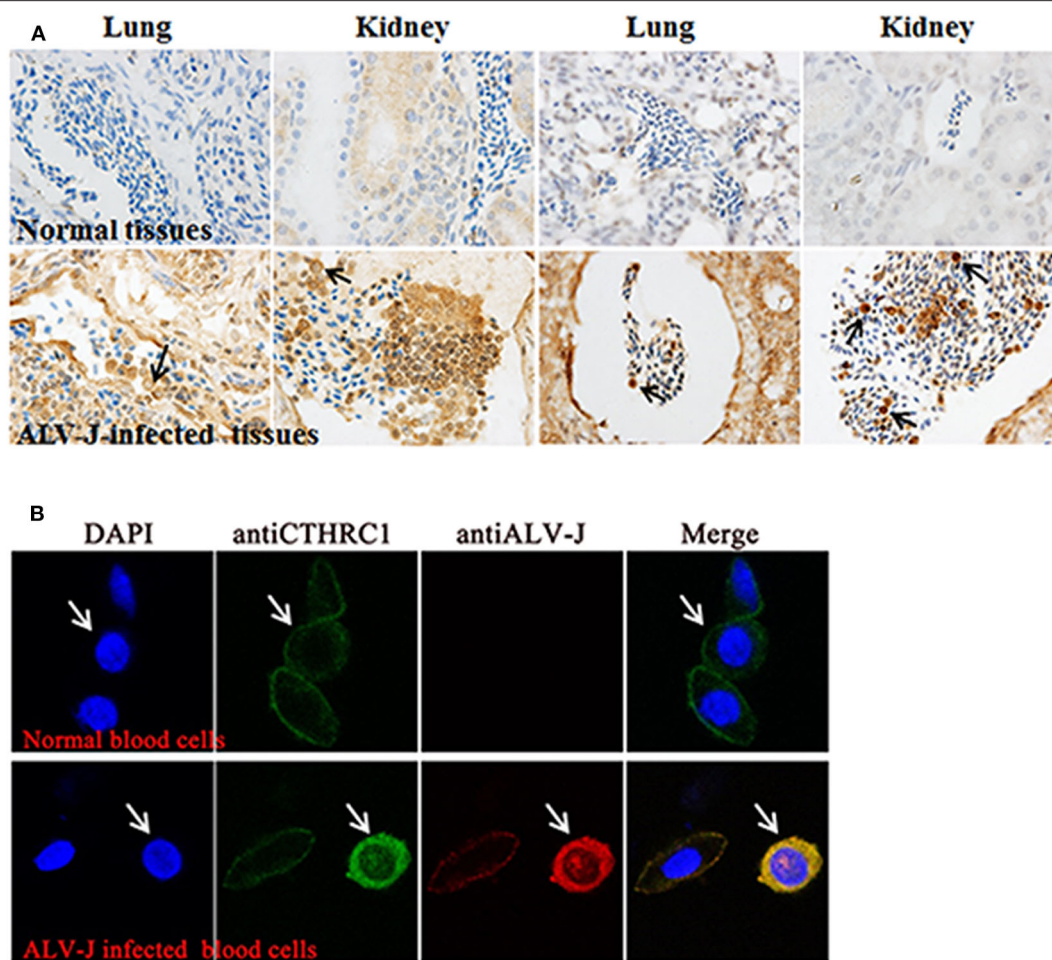 A
Lung Kidney Lung Kidney
Normal tissues
ALV-J-infected tissues
B
DAPI antiCTHRC1 antiALV-J Merge
Normal blood cells
ALV-J infected blood cells